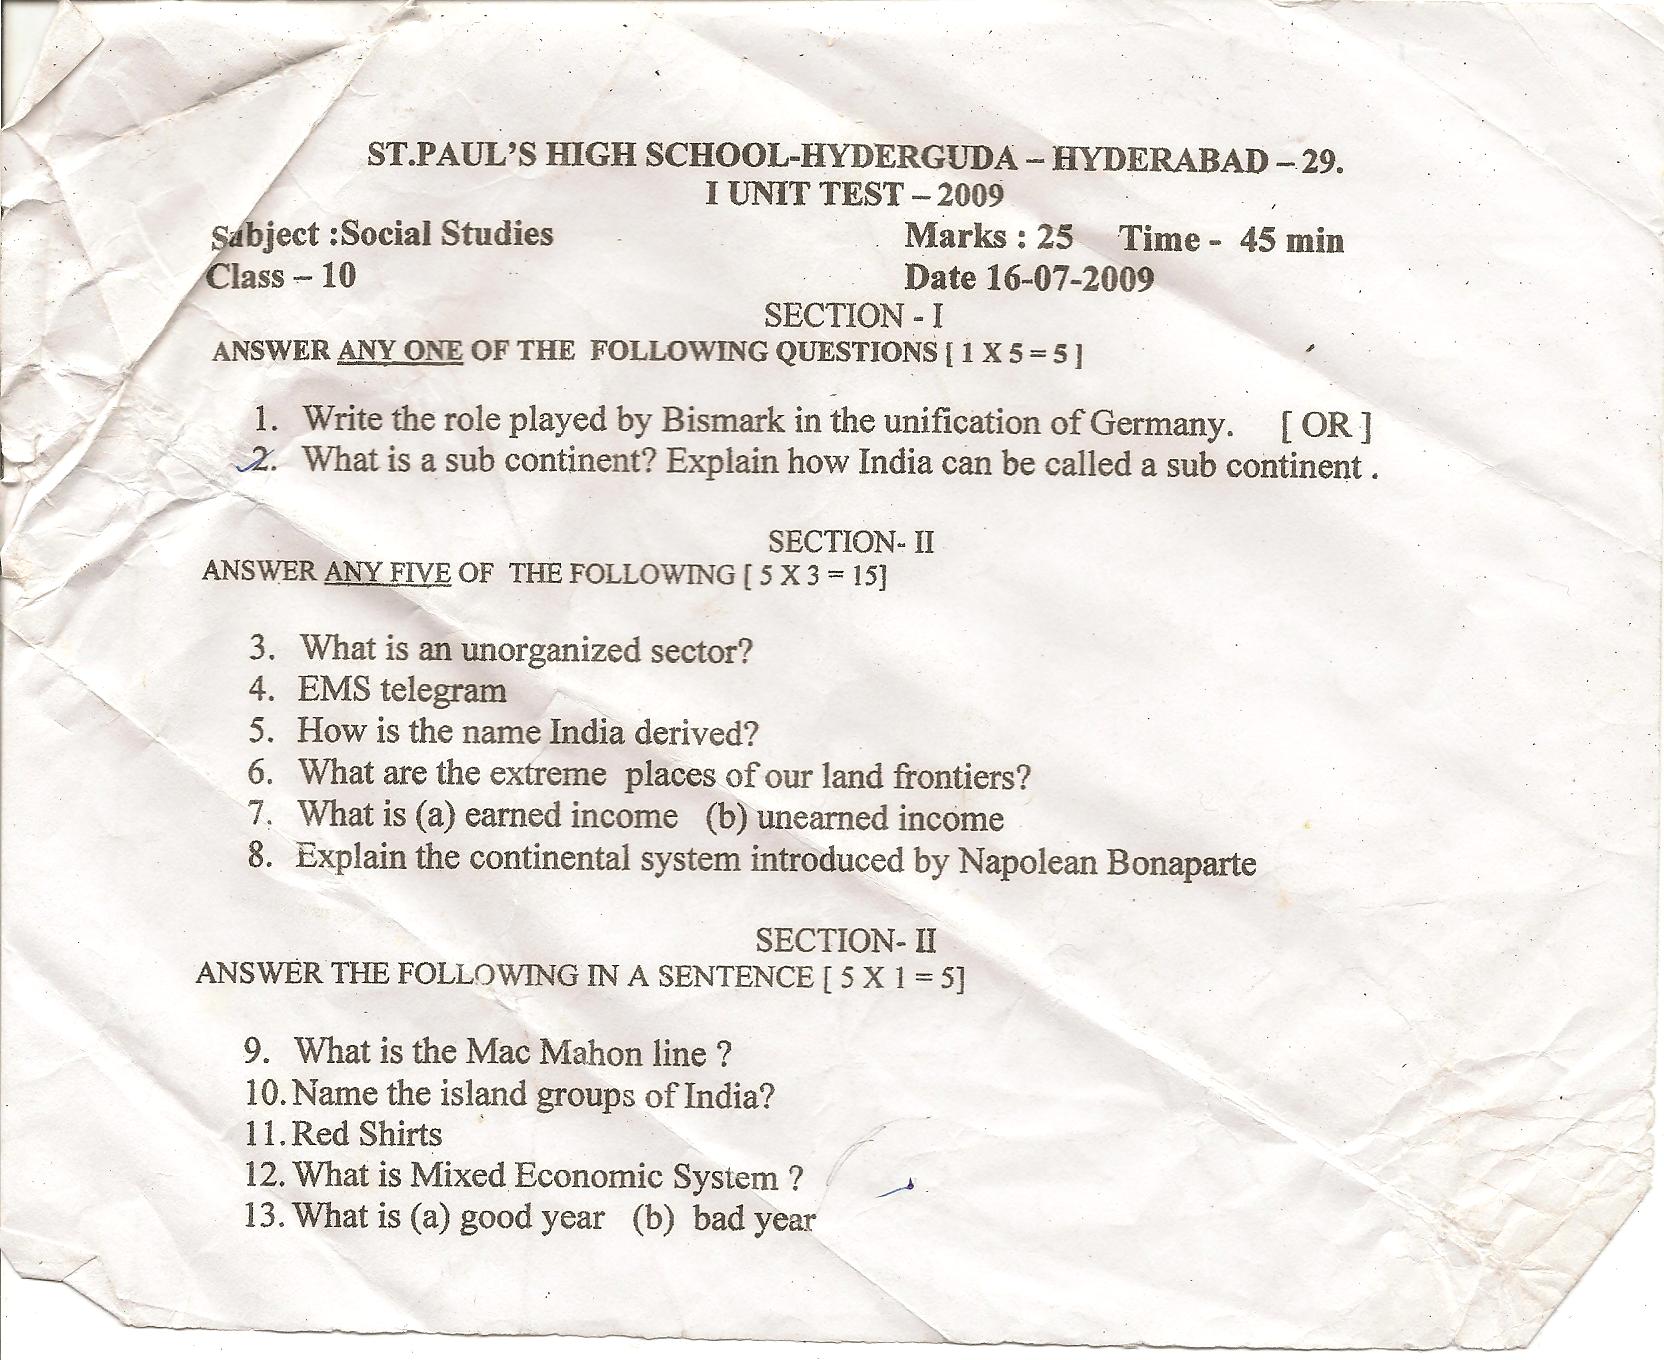 ST.PAUL'S HIGH SCHOOL-HYDERGUDA – HYDERABAD – 29.
I UNIT TEST – 2009
Subject :Social Studies Marks : 25 Time - 45 min
Class – 10 Date 16-07-2009
SECTION - I
ANSWER ANY ONE OF THE FOLLOWING QUESTIONS [ 1 X 5 = 5 ]
1. Write the role played by Bismark in the unification of Germany. [ OR ]
2. What is a sub continent? Explain how India can be called a sub continent .
SECTION- II
ANSWER ANY FIVE OF THE FOLLOWING [ 5 X 3 = 15]
3. What is an unorganized sector?
4. EMS telegram
5. How is the name India derived?
6. What are the extreme places of our land frontiers?
7. What is (a) earned income (b) unearned income
8. Explain the continental system introduced by Napolean Bonaparte
SECTION- II
ANSWER THE FOLLOWING IN A SENTENCE [ 5 X 1 = 5]
9. What is the Mac Mahon line ?
10. Name the island groups of India?
11. Red Shirts
12. What is Mixed Economic System ?
13. What is (a) good year (b) bad year